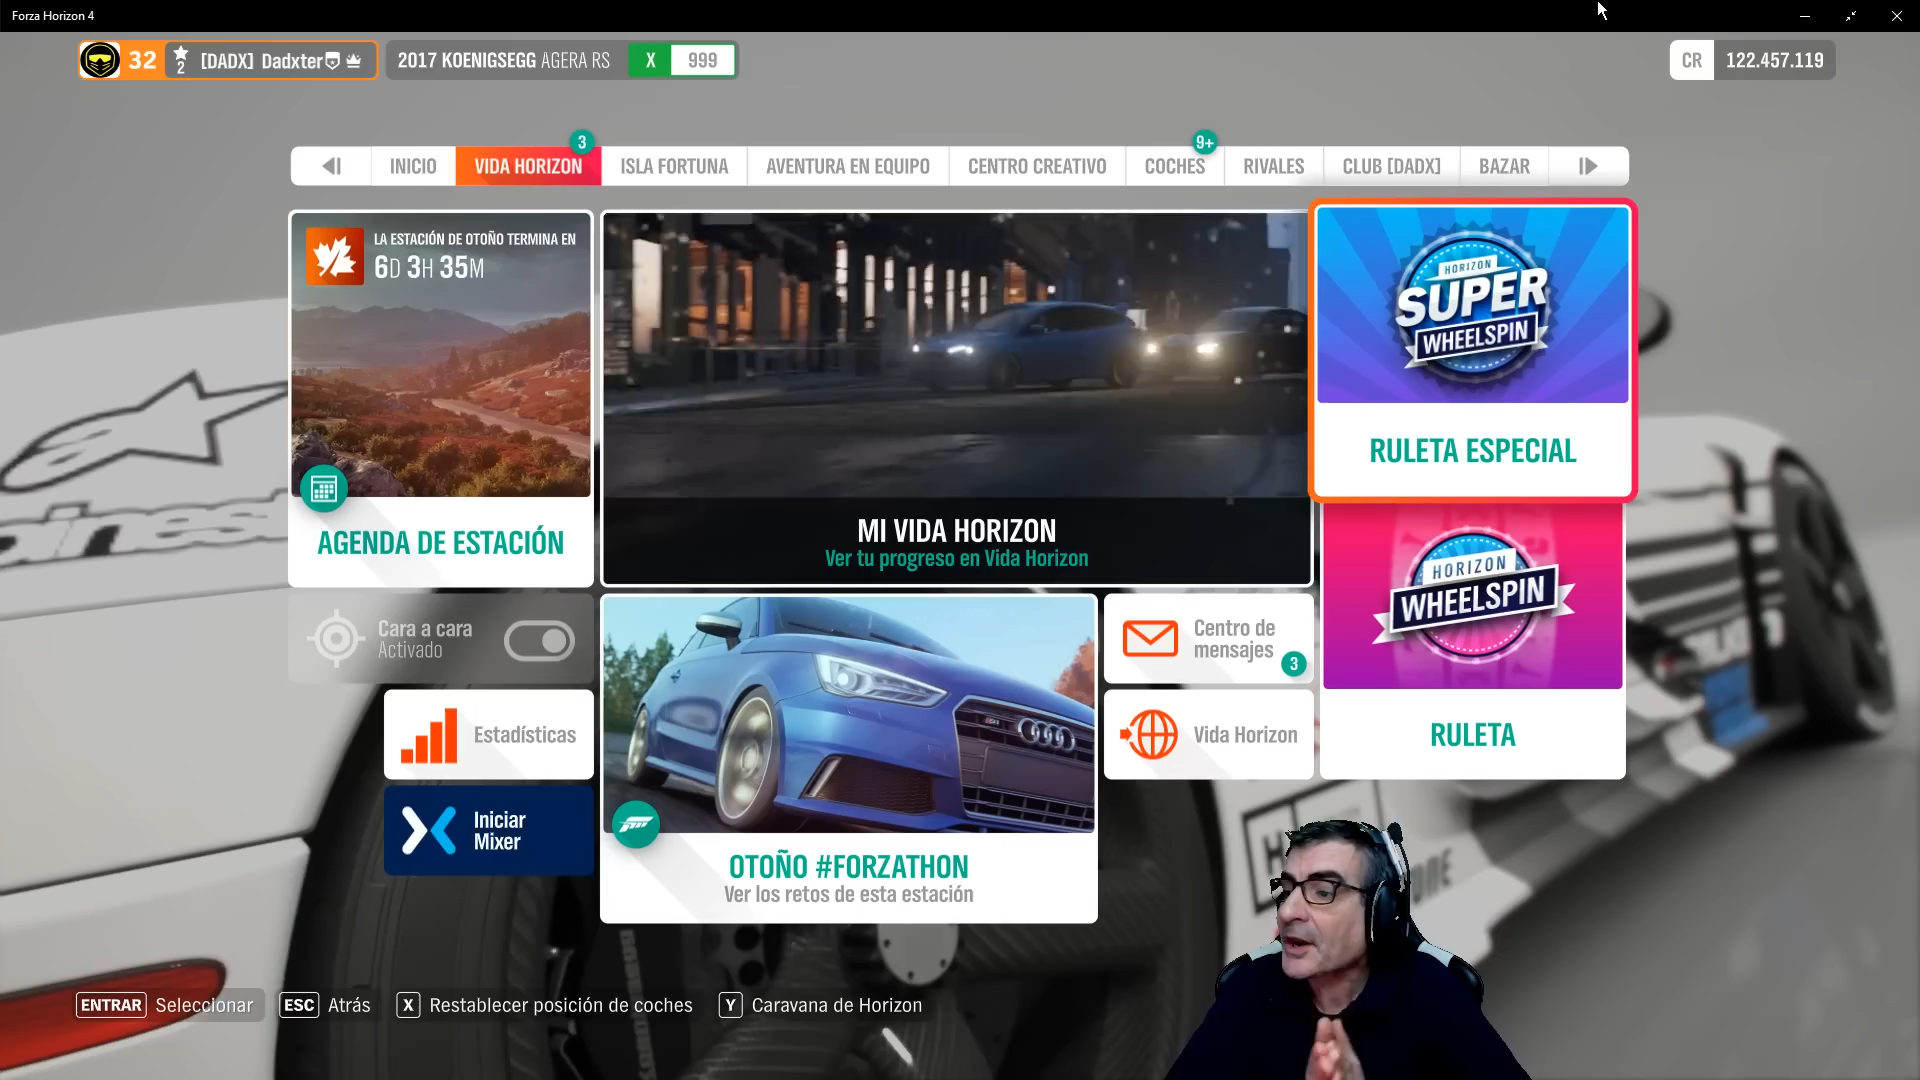 Forza Horizon 4
32
2
[DADX] Dadxter
2017 KOENIGSEGG AGERA RS
X 999
CR 122.457.119
3
9+
INICIO
VIDA HORIZON
ISLA FORTUNA
AVENTURA EN EQUIPO
CENTRO CREATIVO
COCHES
RIVALES
CLUB [DADX]
BAZAR
LA ESTACIÓN DE OTOÑO TERMINA EN
6D 3H 35M
AGENDA DE ESTACIÓN
MI VIDA HORIZON
Ver tu progreso en Vida Horizon
HORIZON
SUPER
WHEELSPIN
RULETA ESPECIAL
HORIZON
WHEELSPIN
RULETA
Cara a cara
Activado
Estadísticas
Iniciar
Mixer
OTOÑO #FORZATHON
Ver los retos de esta estación
Centro de
mensajes
3
Vida Horizon
ENTRAR Seleccionar
ESC Atrás
X Restablecer posición de coches
Y Caravana de Horizon